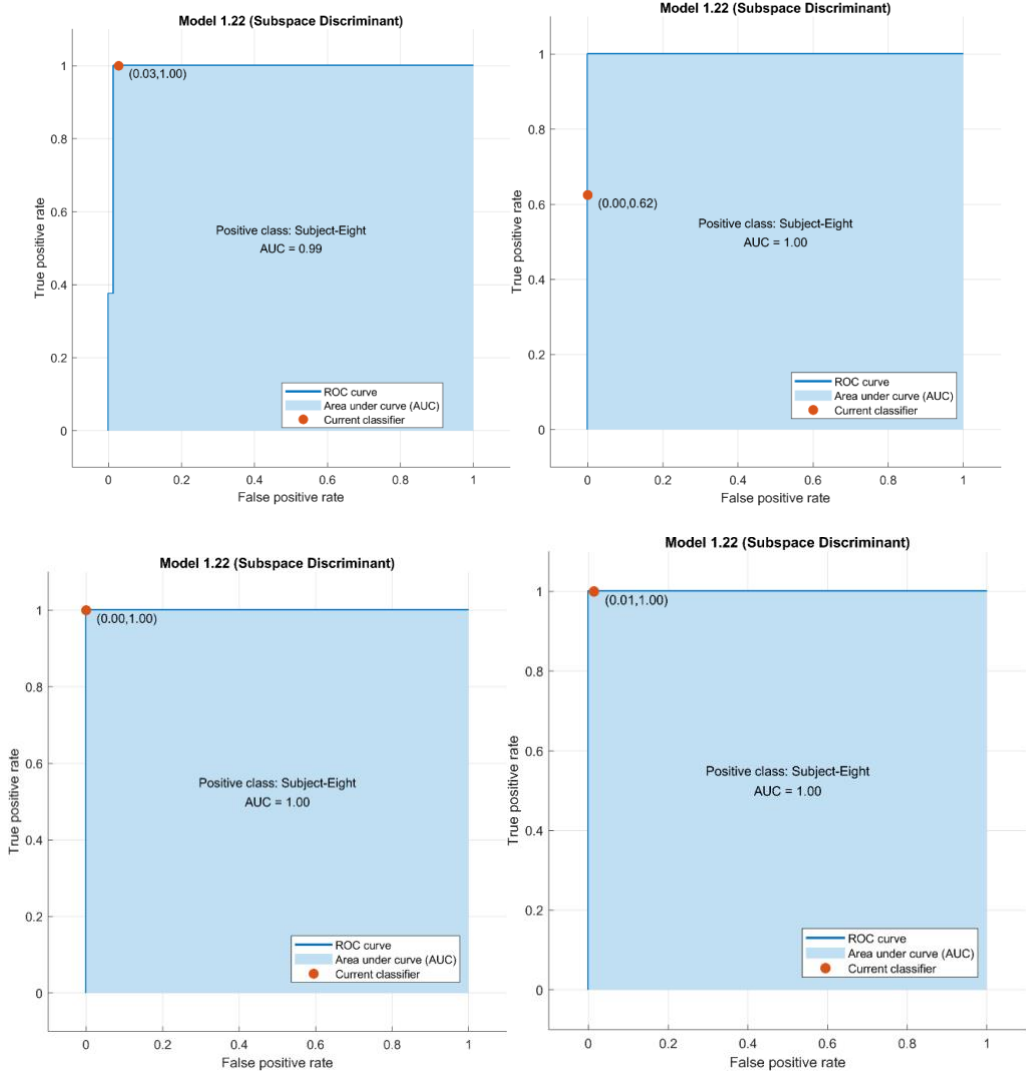 Model 1.22 (Subspace Discriminant)
True positive rate
1
0.8
0.6
0.4
0.2
0
(0.03,1.00)
Positive class: Subject-Eight
AUC = 0.99
ROC curve
Area under curve (AUC)
Current classifier
0 0.2 0.4 0.6 0.8 1
False positive rate
Model 1.22 (Subspace Discriminant)
True positive rate
1
0.8
0.6
0.4
0.2
0
(0.00,0.62)
Positive class: Subject-Eight
AUC = 1.00
ROC curve
Area under curve (AUC)
Current classifier
0 0.2 0.4 0.6 0.8 1
False positive rate
Model 1.22 (Subspace Discriminant)
True positive rate
1
0.8
0.6
0.4
0.2
0
(0.00,1.00)
Positive class: Subject-Eight
AUC = 1.00
ROC curve
Area under curve (AUC)
Current classifier
0 0.2 0.4 0.6 0.8 1
False positive rate
Model 1.22 (Subspace Discriminant)
True positive rate
1
0.8
0.6
0.4
0.2
0
(0.01,1.00)
Positive class: Subject-Eight
AUC = 1.00
ROC curve
Area under curve (AUC)
Current classifier
0 0.2 0.4 0.6 0.8 1
False positive rate